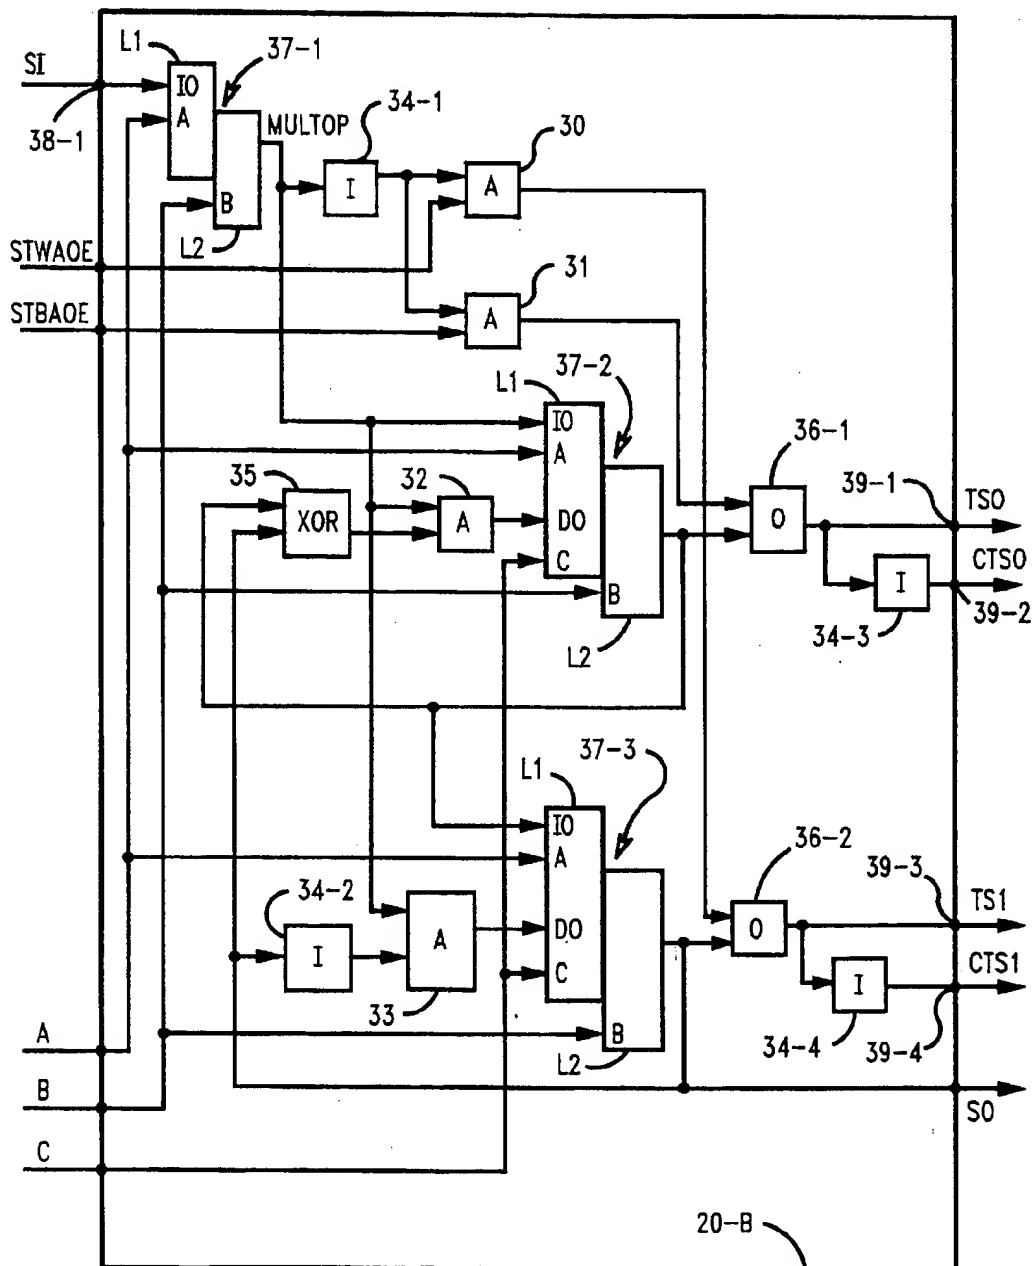 L1
37-1
SI
IO
A
38-1
MULTOP
34-1
I
30
A
B
L2
STWAOE
STBAOE
31
A
37-2
L1
IO
A
36-1
35
XOR
32
A
DO
C
B
L2
O
39-1
TS0
CTS0
I
39-2
34-3
37-3
L1
IO
A
36-2
34-2
I
A
33
DO
C
B
L2
O
39-3
TS1
CTS1
I
34-4
39-4
SO
A
B
C
20-B